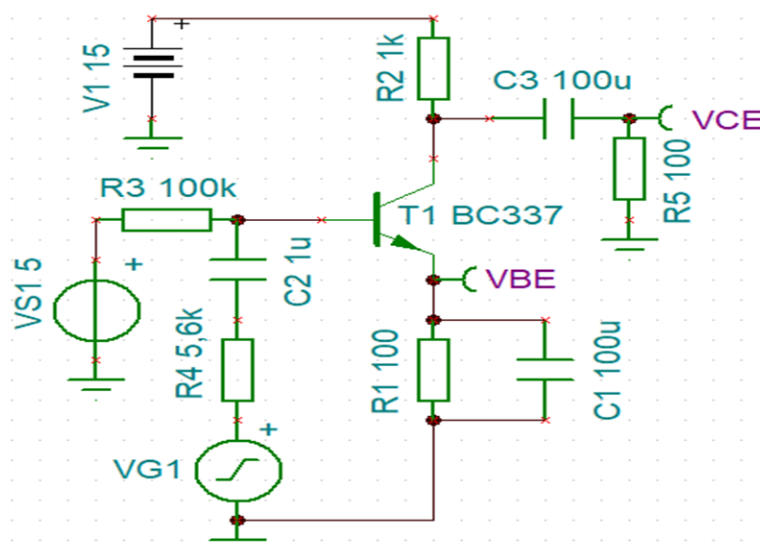 V1 15
+
R2 1k
C3 100u
VCE
R5 100
R3 100k
T1 BC337
VS1 5
+
C2 1u
VBE
R4 5,6k
R1 100
C1 100u
+
VG1